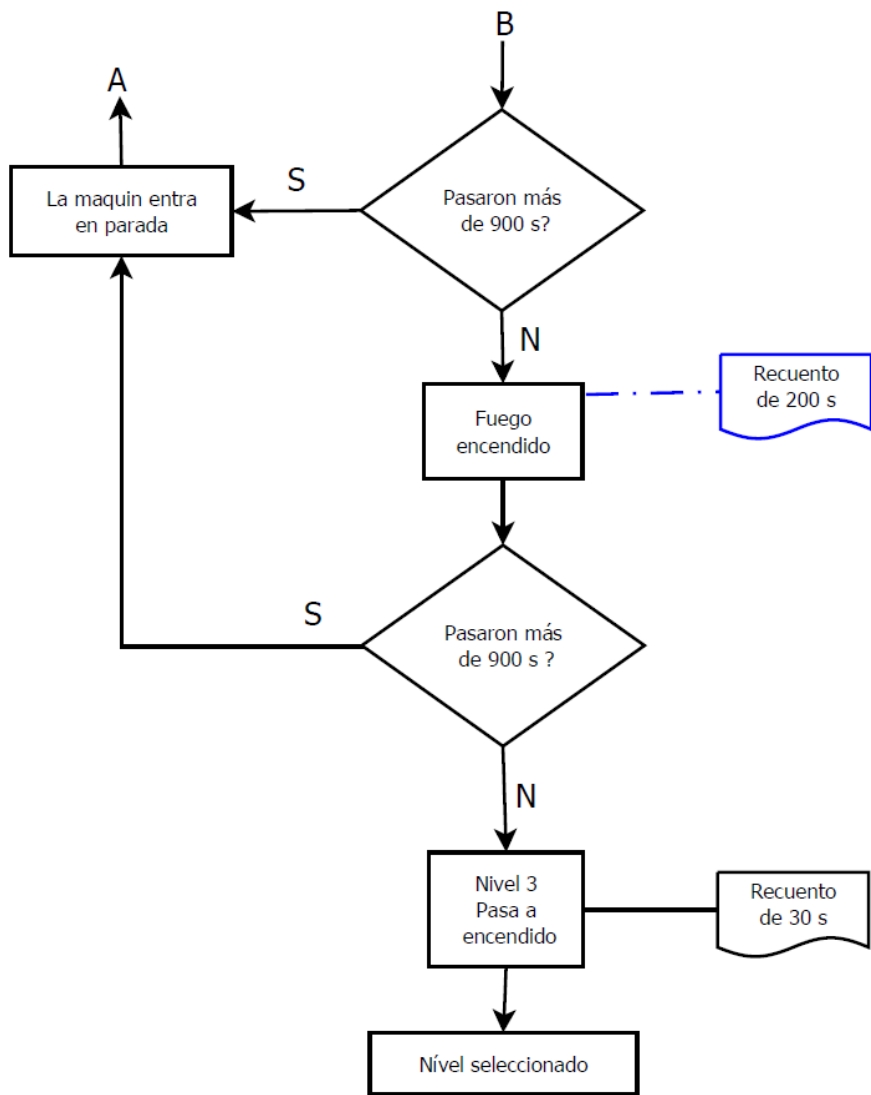 B
A
La maquin entra
en parada
S
Pasaron más
de 900 s?
N
Fuego
encendido
Recuento
de 200 s
S
Pasaron más
de 900 s ?
N
Nivel 3
Pasa a
encendido
Recuento
de 30 s
Nível seleccionado